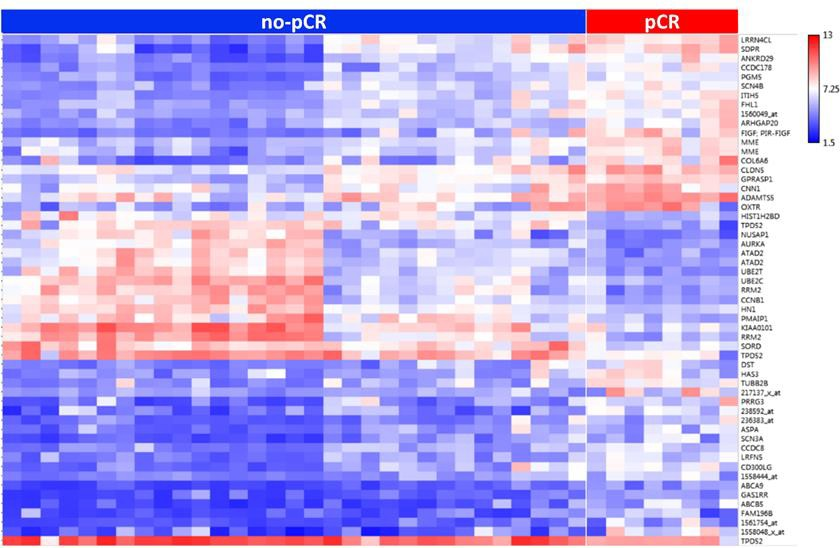 no-pCR
pCR
LRRN4CL
SDPR
ANKRD29
CCDC178
PGM5
SCN4B
ITIH5
FHL1
1560049_at
ARHGAP20
FIGF; PIR-FIGF
MME
MME
COL6A6
CLDN5
GPRASP1
CNN1
ADAMTS5
OXTR
HIST1H2BD
TPD52
NUSAP1
AURKA
ATAD2
ATAD2
UBE2T
UBE2C
RRM2
CCNB1
HN1
PMAIP1
KIAA0101
RRM2
SORD
TPD52
DST
HAS3
TUBB2B
217137_x_at
PRRG3
238592_at
236383_at
ASPA
SCN3A
CCDC8
LRFN5
CD300LG
1558444_at
ABCA9
GAS1RR
ABCB5
FAM196B
1561754_at
1558048_x_at
TPD52
13
7.25
1.5